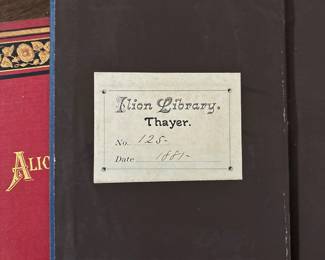 Ilion Library.
Thayer.
No. 125-
Date 1881-
ALIC